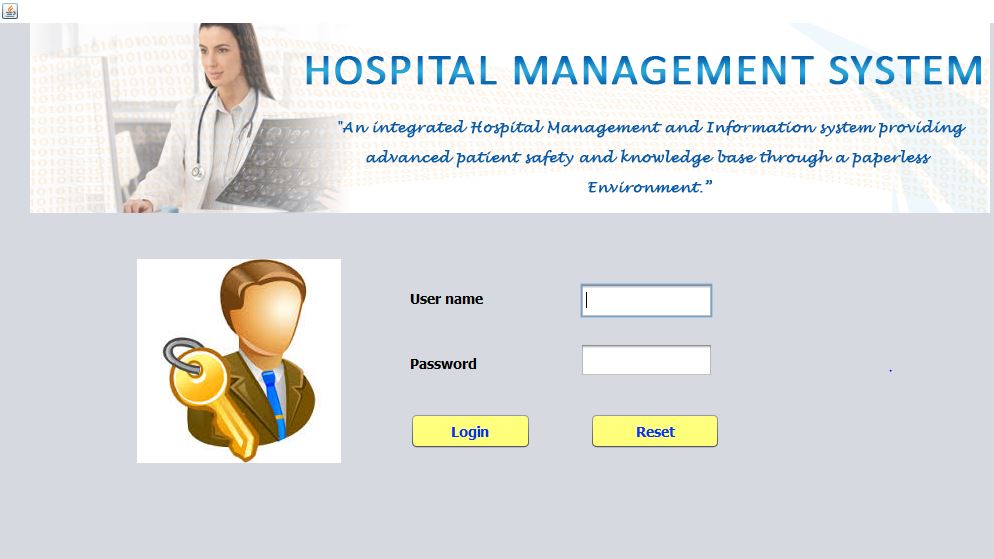 HOSPITAL MANAGEMENT SYSTEM
"An integrated Hospital Management and Information system providing
advanced patient safety and knowledge base through a paperless
Environment.”
User name
Password
Login
Reset